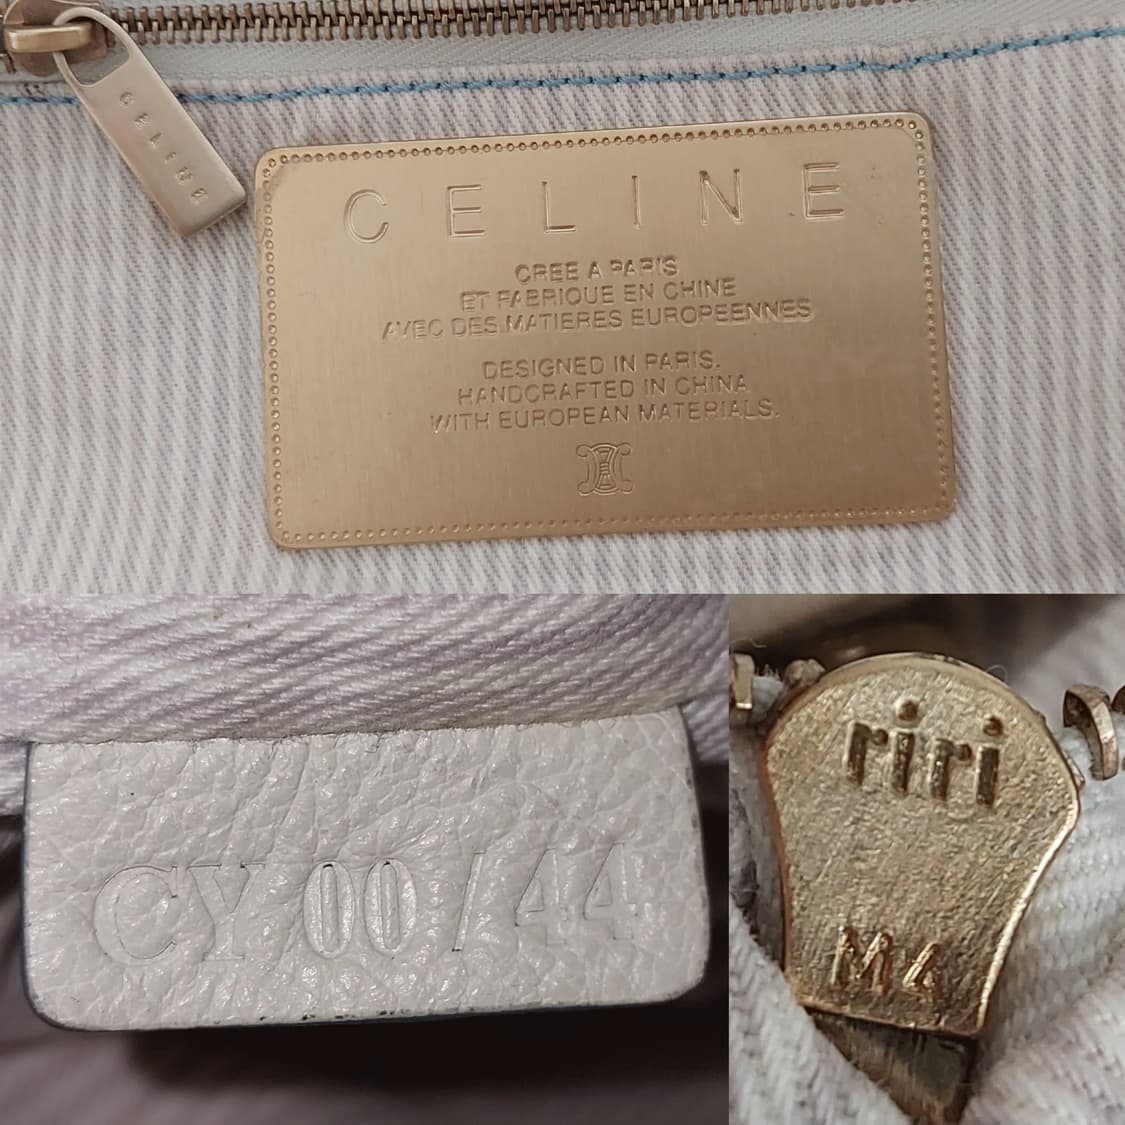 CELINE
CELINE
CREE A PARIS
ET FABRIQUE EN CHINE
AVEC DES MATIERES EUROPEENNES
DESIGNED IN PARIS.
HANDCRAFTED IN CHINA
WITH EUROPEAN MATERIALS.
CY 00/44
riri
M4